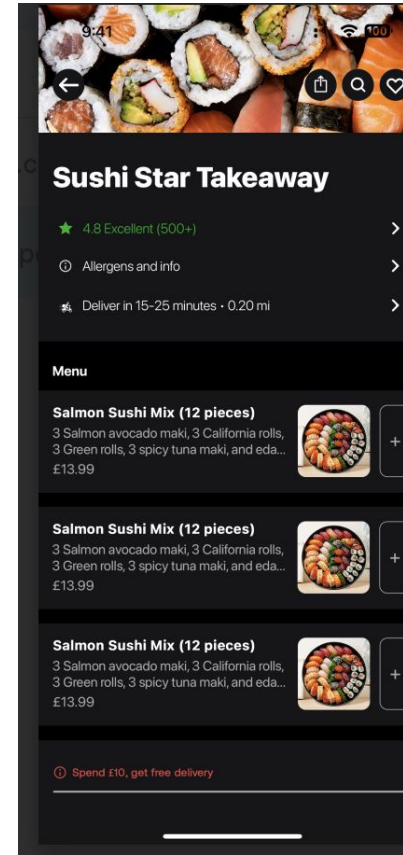 9:41
100
Sushi Star Takeaway
4.8 Excellent (500+)
Allergens and info
Deliver in 15-25 minutes • 0.20 mi
Menu
Salmon Sushi Mix (12 pieces)
3 Salmon avocado maki, 3 California rolls,
3 Green rolls, 3 spicy tuna maki, and eda...
£13.99
Salmon Sushi Mix (12 pieces)
3 Salmon avocado maki, 3 California rolls,
3 Green rolls, 3 spicy tuna maki, and eda...
£13.99
Salmon Sushi Mix (12 pieces)
3 Salmon avocado maki, 3 California rolls,
3 Green rolls, 3 spicy tuna maki, and eda...
£13.99
Spend £10, get free delivery